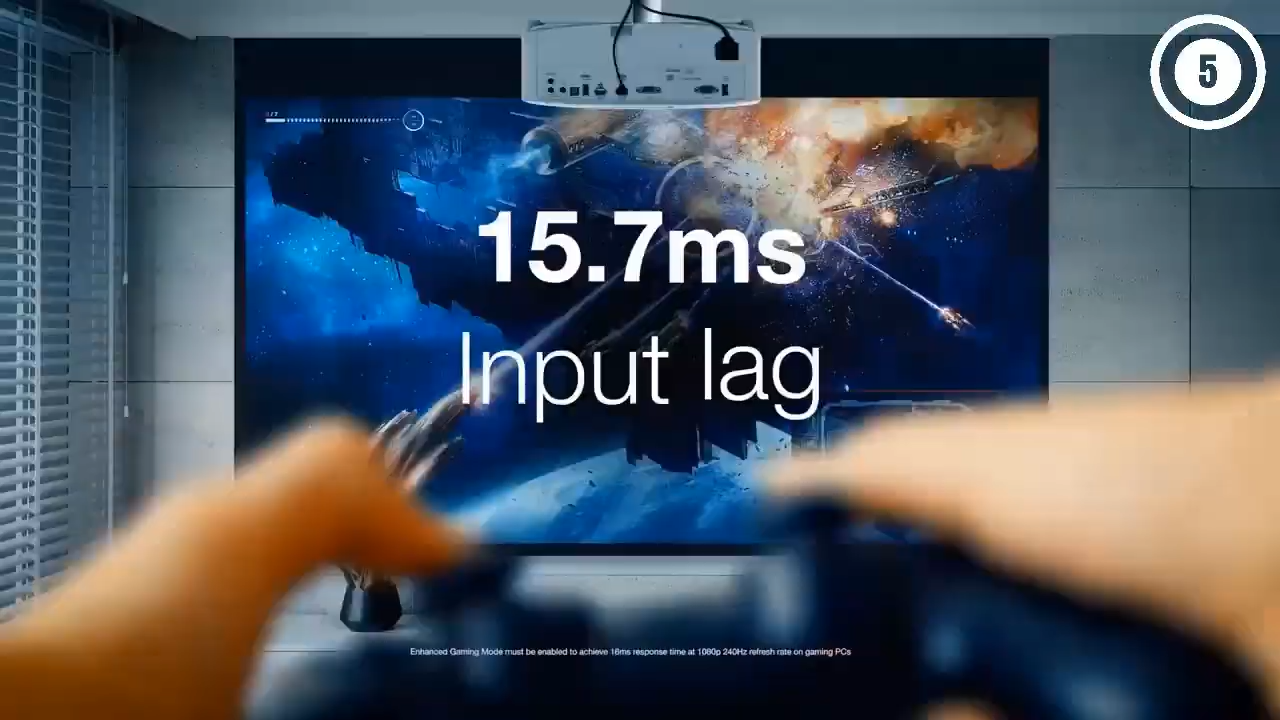 5
15.7ms
Input lag
Enhanced Gaming Mode must be enabled to achieve 16ms response time at 1080p 240Hz refresh rate on gaming PCs